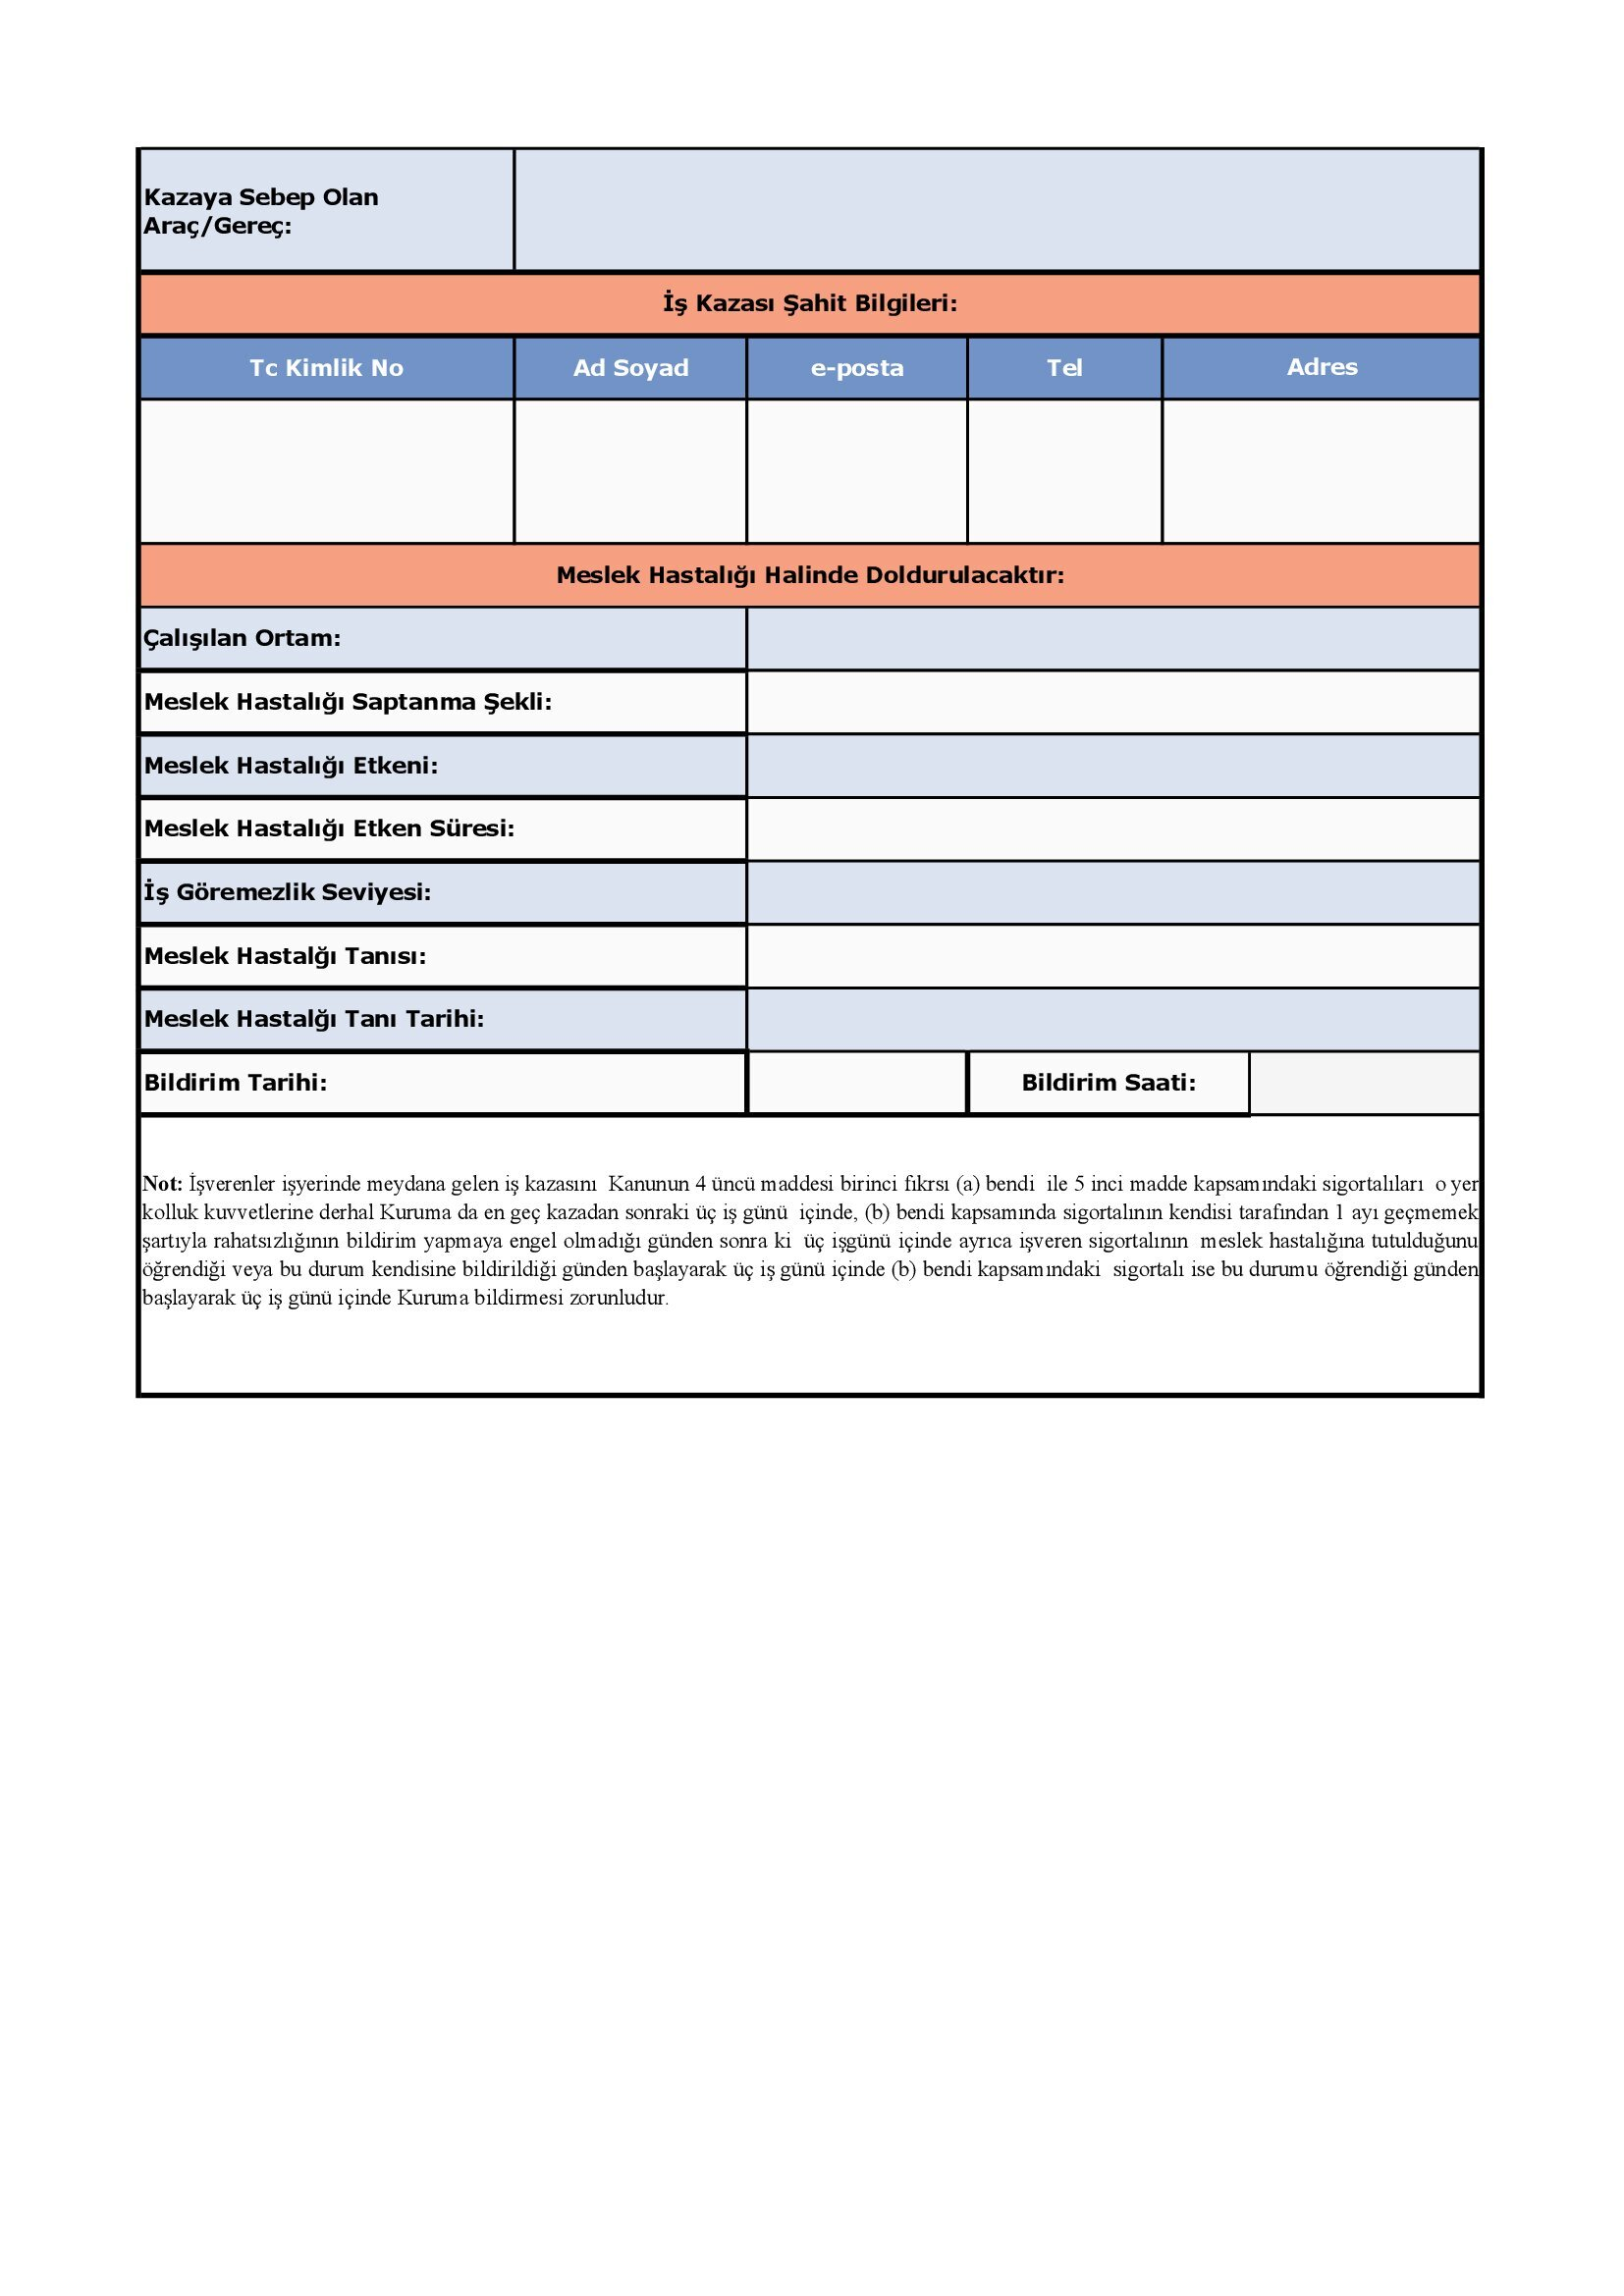 Kazaya Sebep Olan
Araç/Gereç:
İş Kazası Şahit Bilgileri:
Tc Kimlik No Ad Soyad e-posta Tel Adres
Meslek Hastalığı Halinde Doldurulacaktır:
Çalışılan Ortam:
Meslek Hastalığı Saptanma Şekli:
Meslek Hastalığı Etkeni:
Meslek Hastalığı Etken Süresi:
İş Göremezlik Seviyesi:
Meslek Hastalğı Tanısı:
Meslek Hastalğı Tanı Tarihi:
Bildirim Tarihi: Bildirim Saati:
Not: İşverenler işyerinde meydana gelen iş kazasını Kanunun 4 üncü maddesi birinci fıkrsı (a) bendi ile 5 inci madde kapsamındaki sigortalıları o yer
kolluk kuvvetlerine derhal Kuruma da en geç kazadan sonraki üç iş günü içinde, (b) bendi kapsamında sigortalının kendisi tarafından 1 ayı geçmemek
şartıyla rahatsızlığının bildirim yapmaya engel olmadığı günden sonra ki üç işgünü içinde ayrıca işveren sigortalının meslek hastalığına tutulduğunu
öğrendiği veya bu durum kendisine bildirildiği günden başlayarak üç iş günü içinde (b) bendi kapsamındaki sigortalı ise bu durumu öğrendiği günden
başlayarak üç iş günü içinde Kuruma bildirmesi zorunludur.